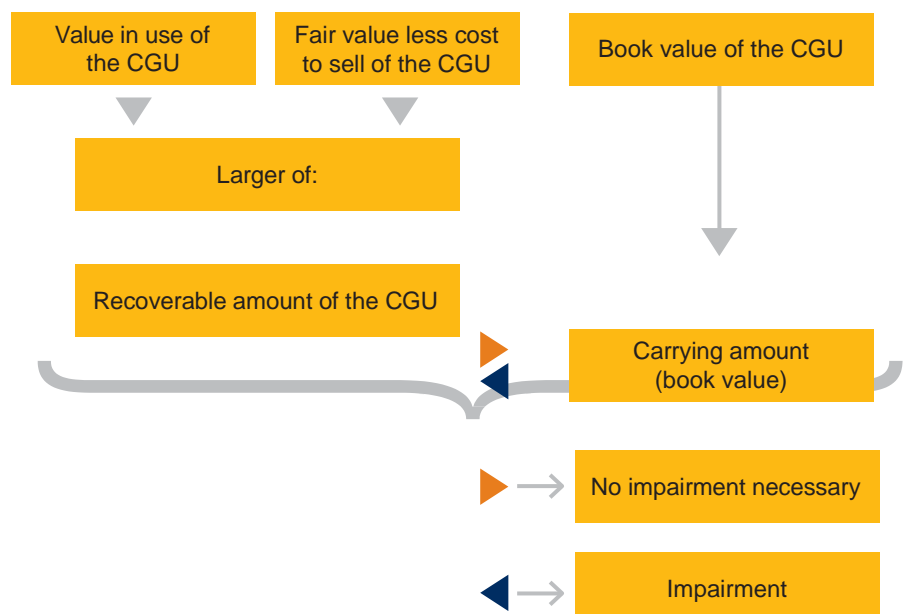 Value in use of
the CGU
Fair value less cost
to sell of the CGU
Book value of the CGU
Larger of:
Recoverable amount of the CGU
Carrying amount
(book value)
No impairment necessary
Impairment